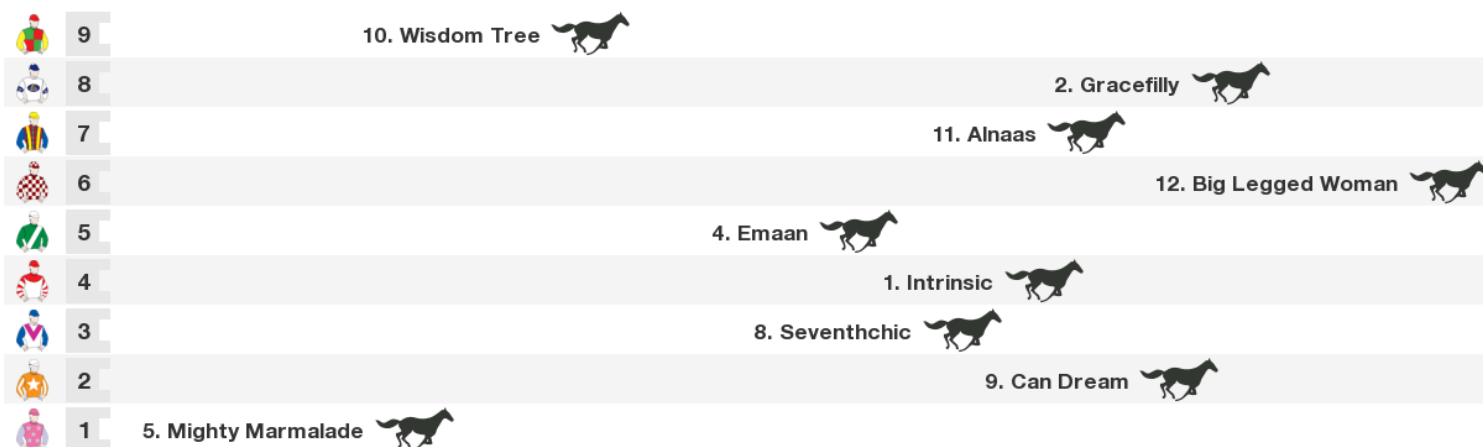 9 10. Wisdom Tree
8 2. Gracefilly
7 11. Alnaas
6 12. Big Legged Woman
5 4. Emaan
4 1. Intrinsic
3 8. Seventhchic
2 9. Can Dream
1 5. Mighty Marmalade